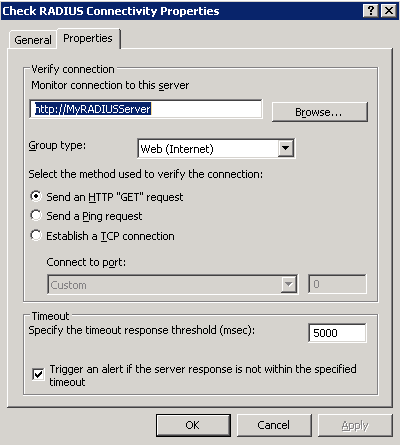 Check RADIUS Connectivity Properties
General
Properties
Verify connection
Monitor connection to this server
http://MyRADIUSServer
Browse...
Group type:
Web (Internet)
Select the method used to verify the connection:
Send an HTTP "GET" request
Send a Ping request
Establish a TCP connection
Connect to port:
Custom
0
Timeout
Specify the timeout response threshold (msec):
5000
Trigger an alert if the server response is not within the specified
timeout
OK
Cancel
Apply